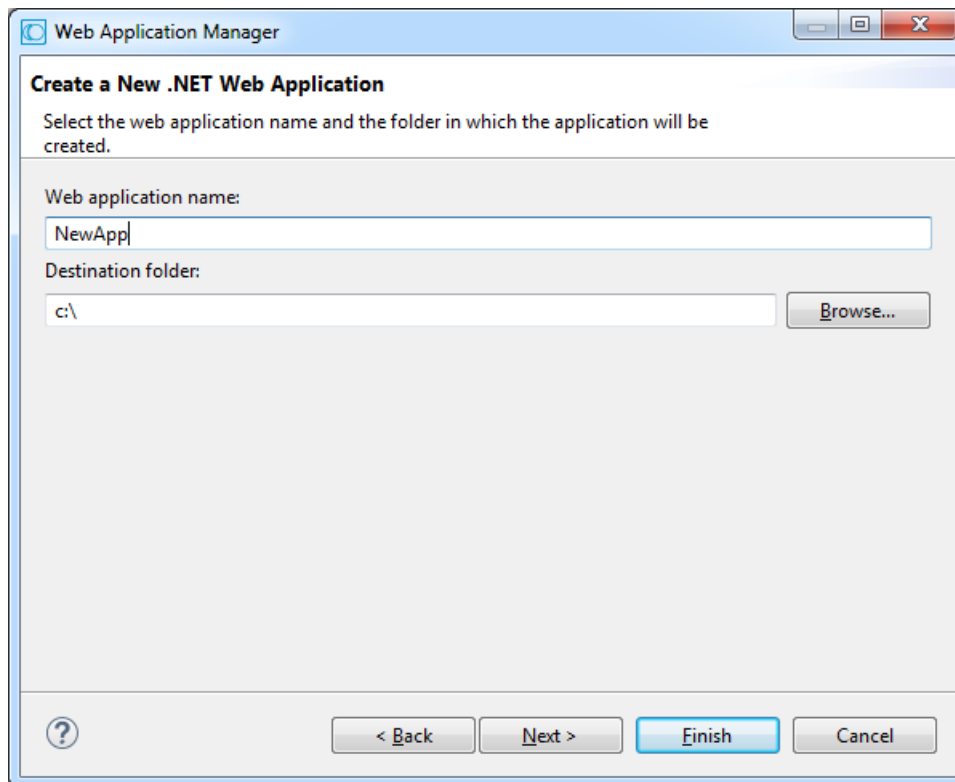 Web Application Manager
Create a New .NET Web Application
Select the web application name and the folder in which the application will be
created.
Web application name:
NewApp
Destination folder:
c:\
Browse...
?
< Back
Next >
Finish
Cancel